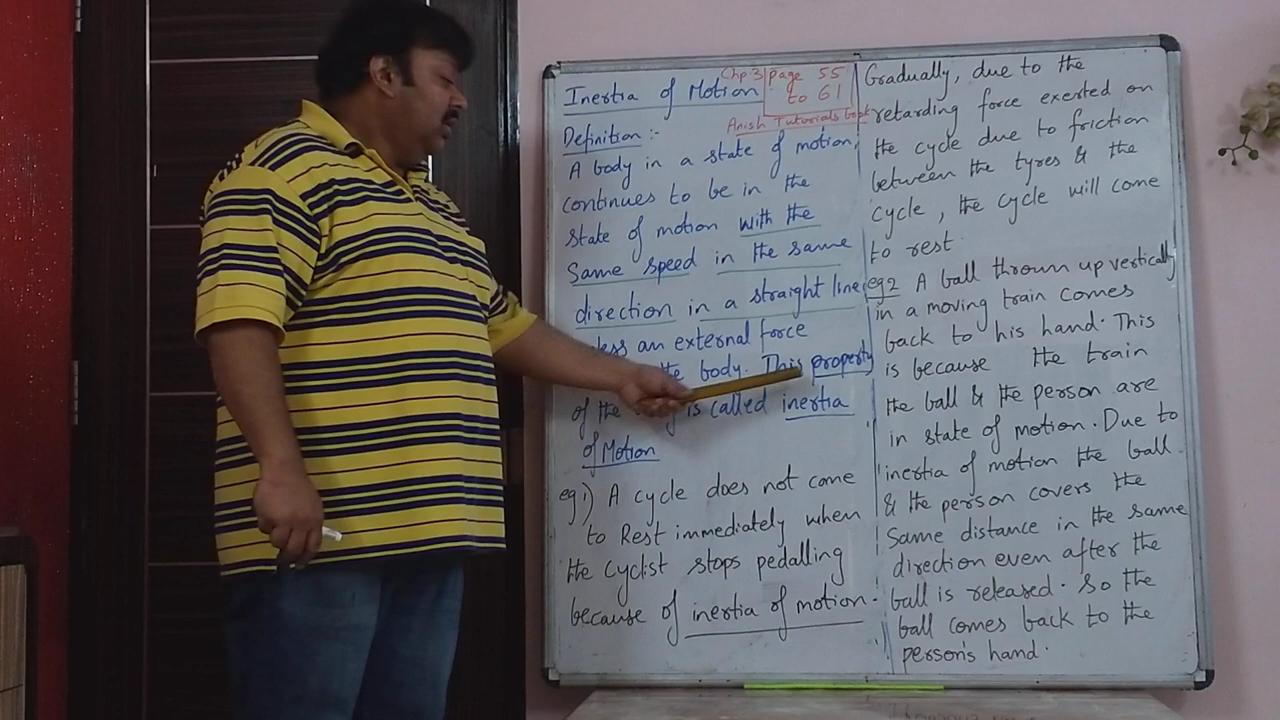 Inertia of Motion
Chp.3 page 55
to 61
Anish Tutorials book
Definition :-
A body in a state of motion,
continues to be in the
state of motion with the
Same speed in the same
direction in a straight line
an external force
the body. This property
of the is called inertia
of Motion
eg 1) A cycle does not come
to Rest immediately when
the cyclist stops pedalling
because of inertia of motion.
Gradually, due to the
retarding force exerted on
the cycle due to friction
between the tyres & the
cycle, the cycle will come
to rest.
eg2 A ball thrown up vertically
in a moving train comes
back to his hand. This
is because the train
the ball & the person are
in state of motion. Due to
inertia of motion the ball
& the person covers the
Same distance in the same
direction even after the
ball is released. So the
ball comes back to the
person's hand.